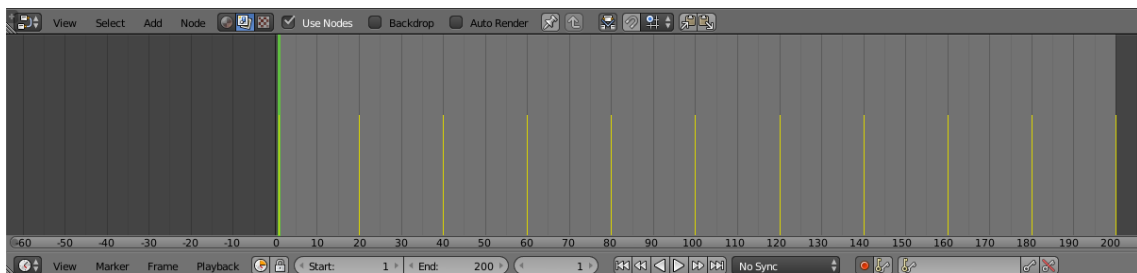 View Select Add Node Use Nodes Backdrop Auto Render
-60 -50 -40 -30 -20 -10 0 10 20 30 40 50 60 70 80 90 100 110 120 130 140 150 160 170 180 190 200
View Marker Frame Playback Start: 1 End: 200 1 No Sync